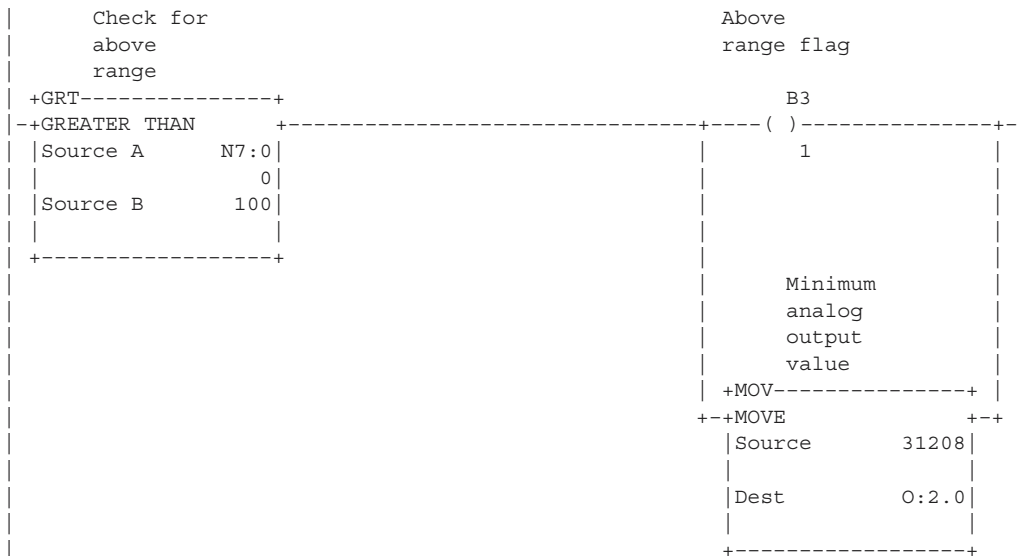 Check for Above
above range flag
range
GRT
B3
GREATER THAN ( )
Source A N7:0 1
0
Source B 100
Minimum
analog
output
value
MOV
MOVE
Source 31208
Dest O:2.0